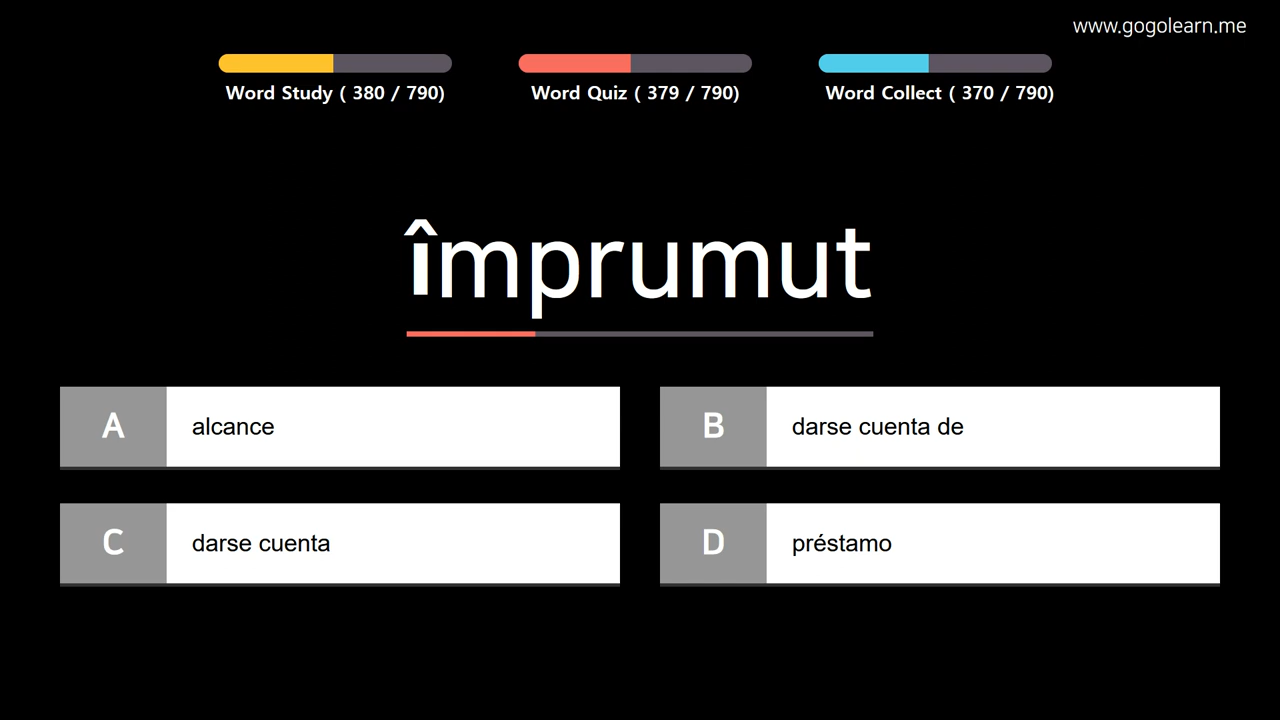 www.gogolearn.me
Word Study ( 380 / 790)
Word Quiz ( 379 / 790)
Word Collect ( 370 / 790)
împrumut
A alcance
B darse cuenta de
C darse cuenta
D préstamo